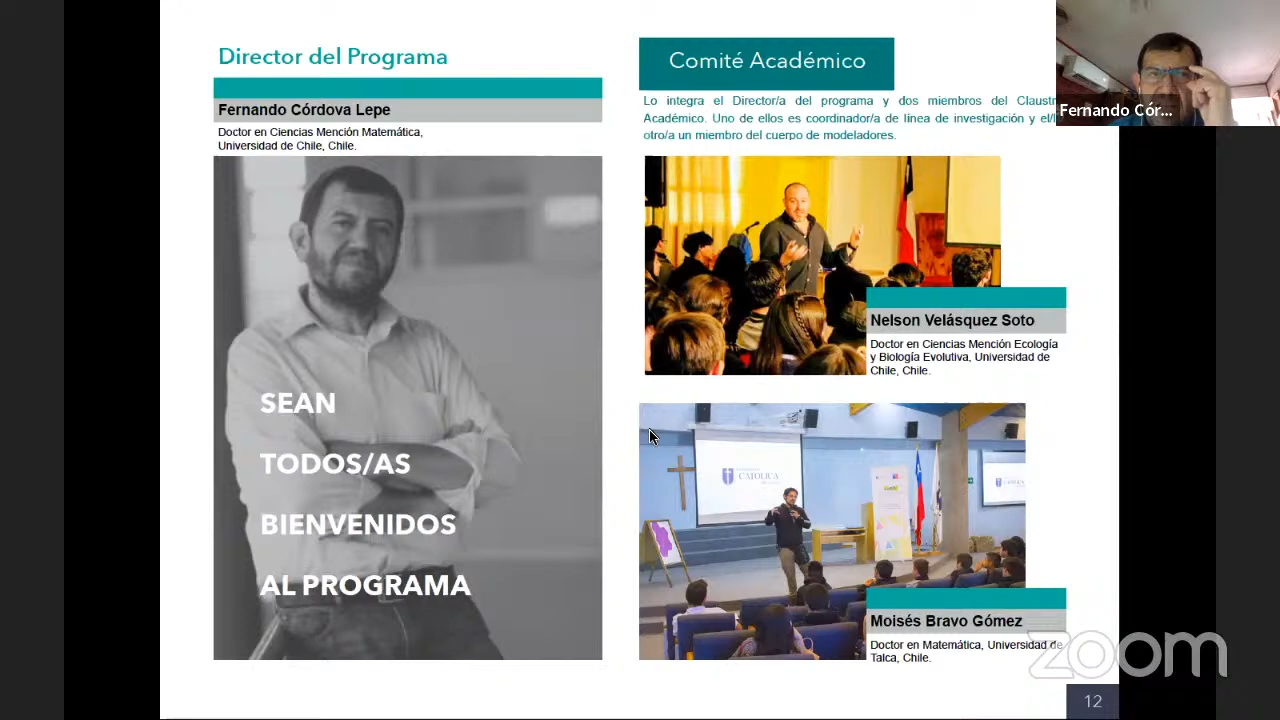 Director del Programa
Fernando Córdova Lepe
Doctor en Ciencias Mención Matemática,
Universidad de Chile, Chile.
SEAN
TODOS/AS
BIENVENIDOS
AL PROGRAMA
Comité Académico
Lo integra el Director/a del programa y dos miembros del Claustr
Académico. Uno de ellos es coordinador/a de línea de investigación y el/l
otro/a un miembro del cuerpo de modeladores.
Nelson Velásquez Soto
Doctor en Ciencias Mención Ecología
y Biología Evolutiva, Universidad de
Chile, Chile.
CATOLICA
Moisés Bravo Gómez
Doctor en Matemática, Universidad de
Talca, Chile.
Fernando Cór...
zoom
12